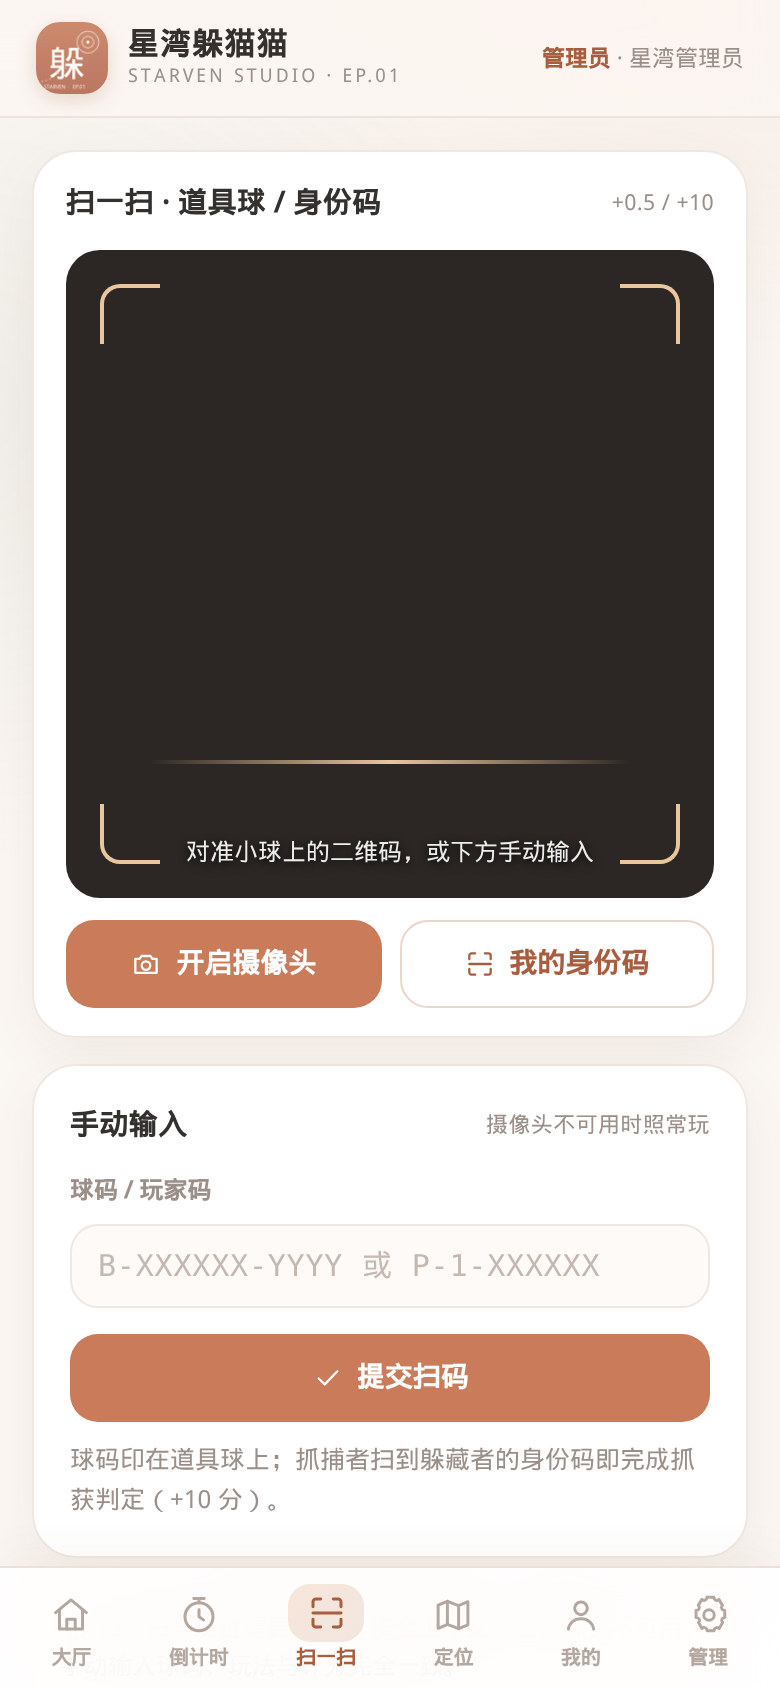 躲
星湾躲猫猫
STARVEN STUDIO · EP.01
管理员 · 星湾管理员
扫一扫 · 道具球 / 身份码
+0.5 / +10
对准小球上的二维码，或下方手动输入
开启摄像头
我的身份码
手动输入
摄像头不可用时照常玩
球码 / 玩家码
B-XXXXXX-YYYY 或 P-1-XXXXXX
提交扫码
球码印在道具球上；抓捕者扫到躲藏者的身份码即完成抓
获判定（+10 分）。
大厅
倒计时
扫一扫
定位
我的
管理